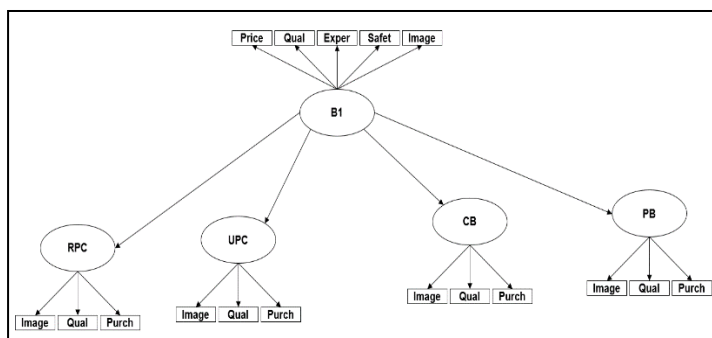 Price Qual Exper Safet Image
B1
PB
CB
UPC
RPC
Image Qual Purch
Image Qual Purch
Image Qual Purch
Image Qual Purch